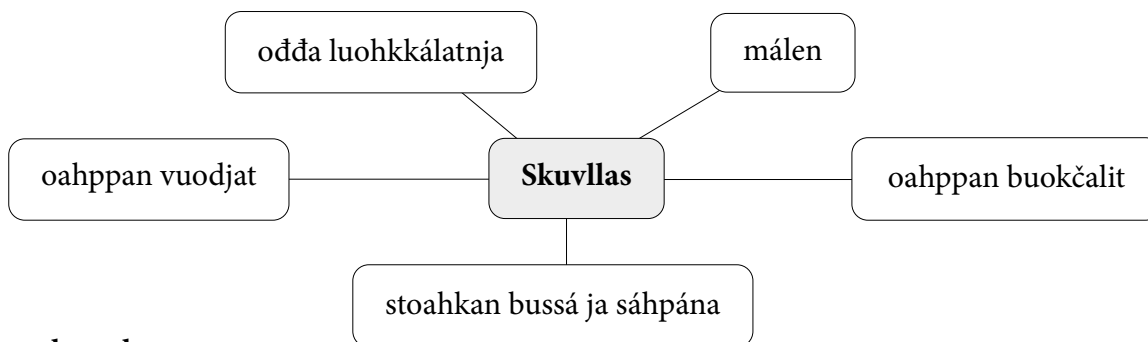 ođđa luohkkálatnja
málen
oahppan vuodjat
Skuvllas
oahppan buokčalit
stoahkan bussá ja sáhpána